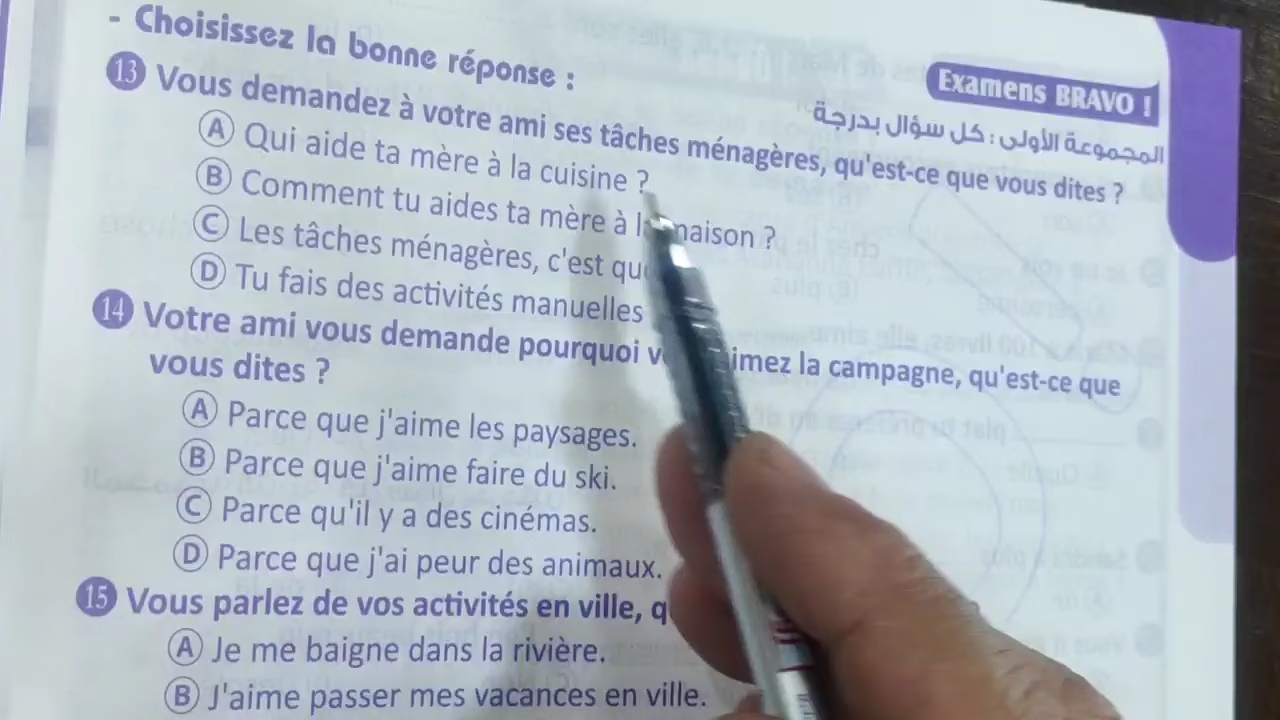 - Choisissez la bonne réponse :
Examens BRAVO !
المجموعة الأولى : كل سؤال بدرجة
13 Vous demandez à votre ami ses tâches ménagères, qu'est-ce que vous dites ?
A Qui aide ta mère à la cuisine ?
B Comment tu aides ta mère à la maison ?
C Les tâches ménagères, c'est
D Tu fais des activités manuelles
14 Votre ami vous demande pourquoi aimez la campagne, qu'est-ce que
vous dites ?
A Parce que j'aime les paysages.
B Parce que j'aime faire du ski.
C Parce qu'il y a des cinémas.
D Parce que j'ai peur des animaux.
15 Vous parlez de vos activités en ville,
A Je me baigne dans la rivière.
B J'aime passer mes vacances en ville.